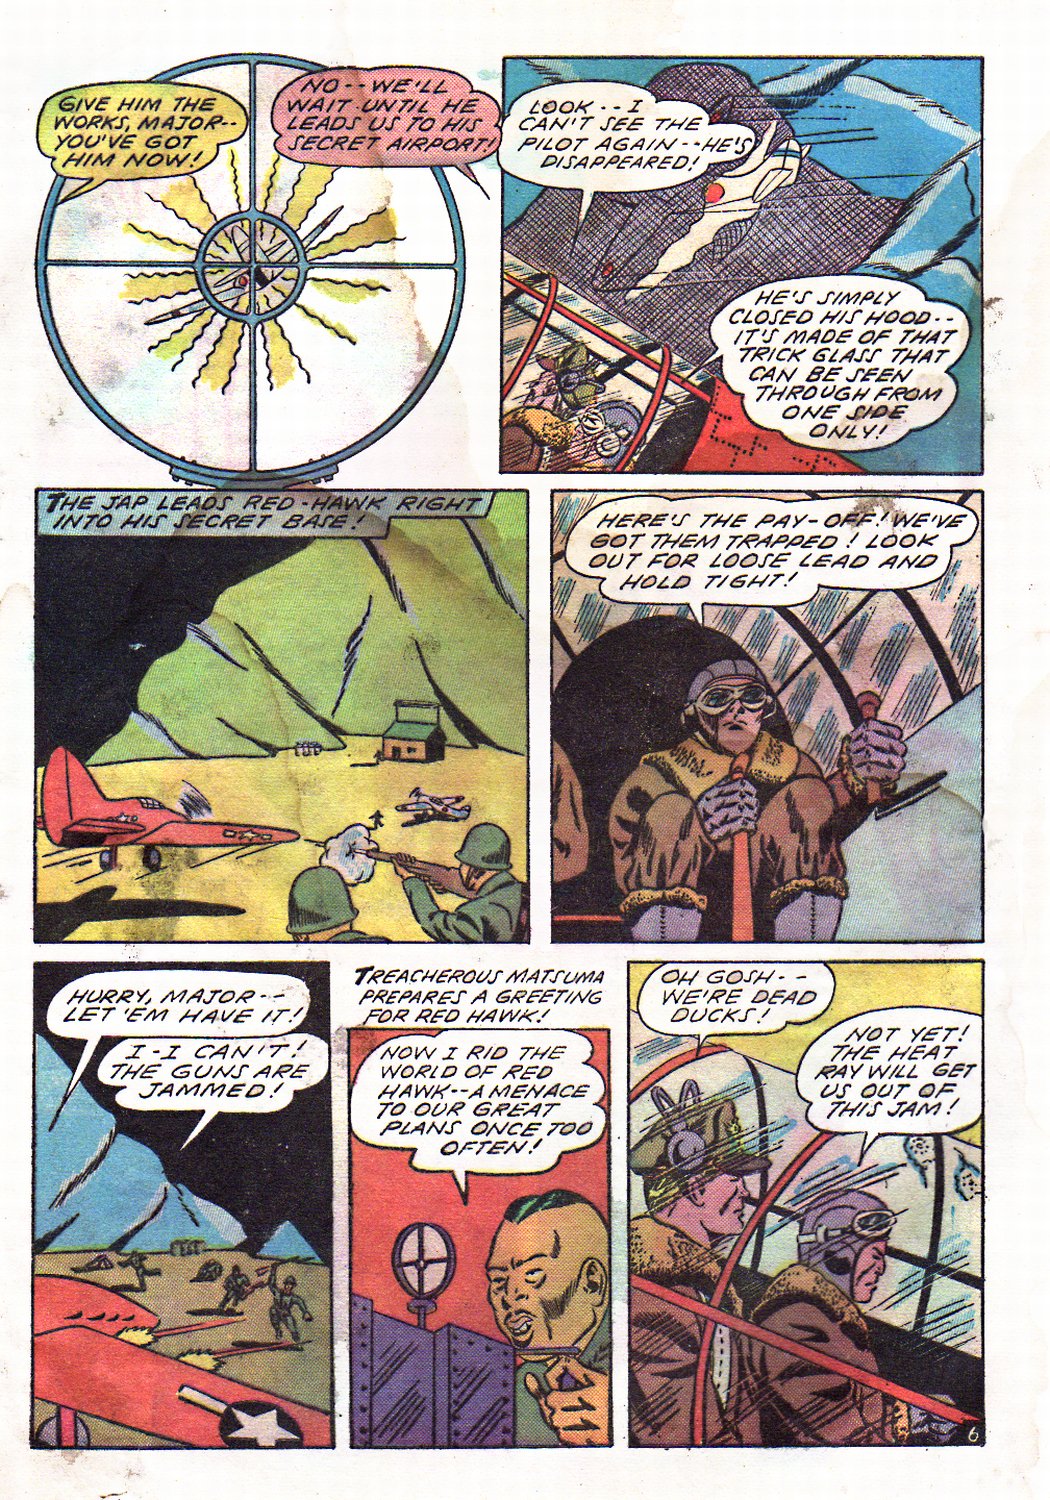 GIVE HIM THE
WORKS, MAJOR--
YOU'VE GOT
HIM NOW!
NO--WE'LL
WAIT UNTIL HE
LEADS US TO HIS
SECRET AIRPORT!
LOOK--I
CAN'T SEE THE
PILOT AGAIN--HE'S
DISAPPEARED!
HE'S SIMPLY
CLOSED HIS HOOD--
IT'S MADE OF THAT
TRICK GLASS THAT
CAN BE SEEN
THROUGH FROM
ONE SIDE
ONLY!
THE JAP LEADS RED-HAWK RIGHT
INTO HIS SECRET BASE!
HERE'S THE PAY-OFF! WE'VE
GOT THEM TRAPPED! LOOK
OUT FOR LOOSE LEAD AND
HOLD TIGHT!
HURRY, MAJOR--
LET 'EM HAVE IT!
I-I CAN'T!
THE GUNS ARE
JAMMED!
TREACHEROUS MATSUMA
PREPARES A GREETING
FOR RED HAWK!
NOW I RID THE
WORLD OF RED
HAWK--A MENACE
TO OUR GREAT
PLANS ONCE TOO
OFTEN!
OH GOSH--
WE'RE DEAD
DUCKS!
NOT YET!
THE HEAT
RAY WILL GET
US OUT OF
THIS JAM!
6